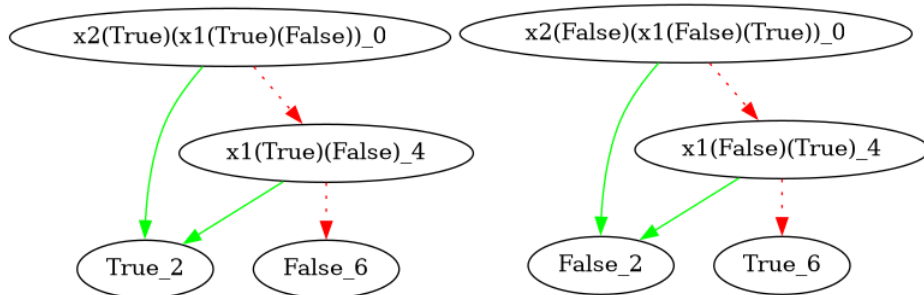 x2(True)(x1(True)(False))_0
x1(True)(False)_4
True_2
False_6
x2(False)(x1(False)(True))_0
x1(False)(True)_4
False_2
True_6